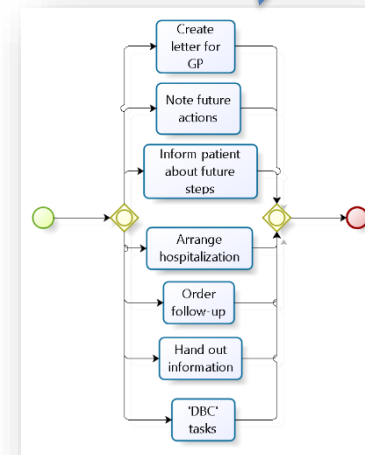 Create
letter for
GP
Note future
actions
Inform patient
about future
steps
Arrange
hospitalization
Order
follow-up
Hand out
information
'DBC'
tasks